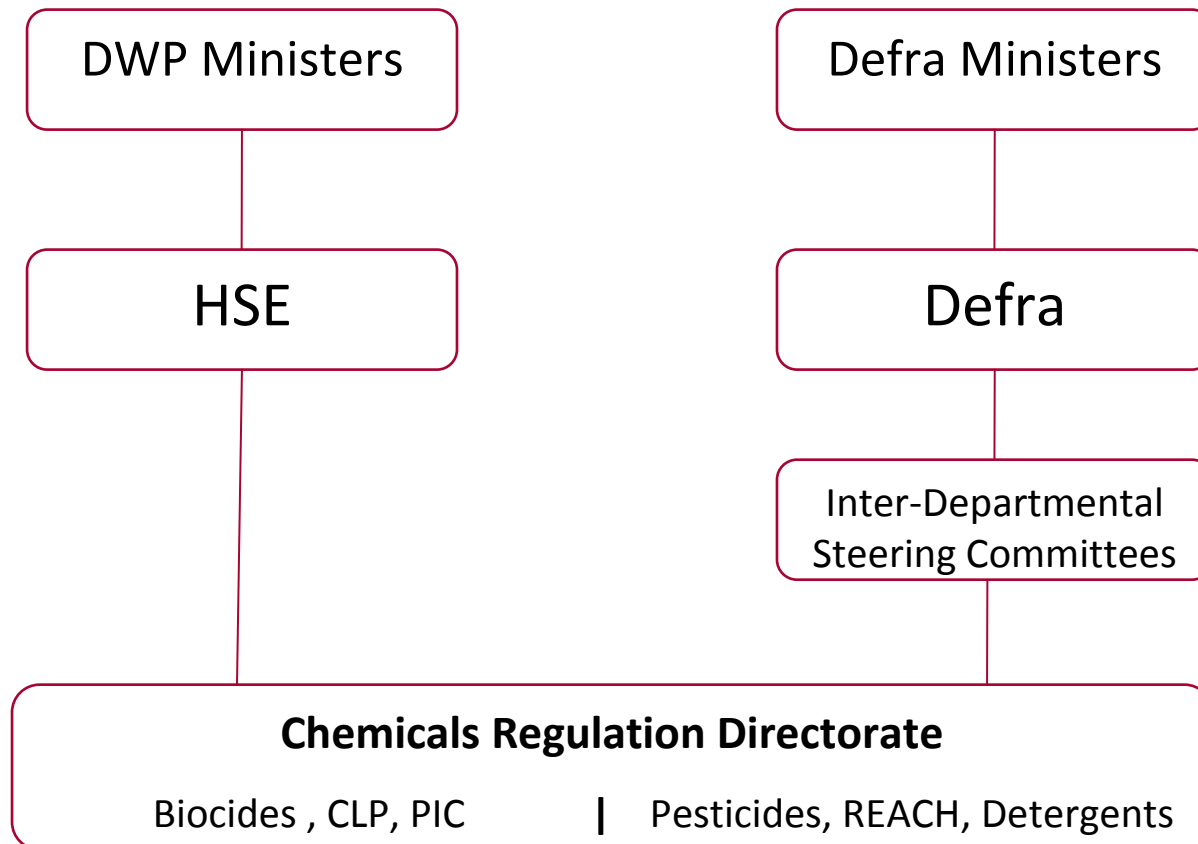 DWP Ministers
Defra Ministers
HSE
Defra
Inter-Departmental
Steering Committees
Chemicals Regulation Directorate
Biocides , CLP, PIC | Pesticides, REACH, Detergents